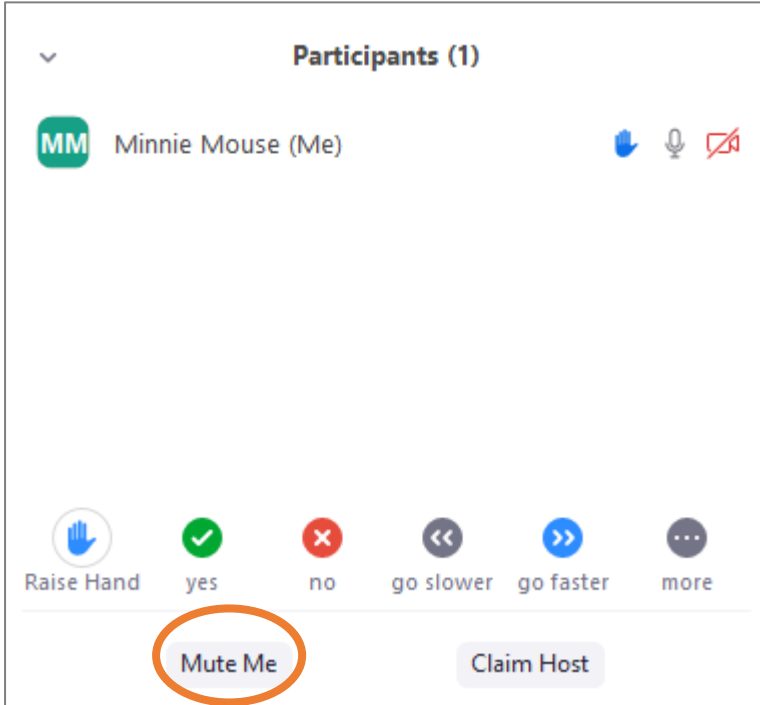 Participants (1)
MM Minnie Mouse (Me)
Raise Hand yes no go slower go faster more
Mute Me Claim Host